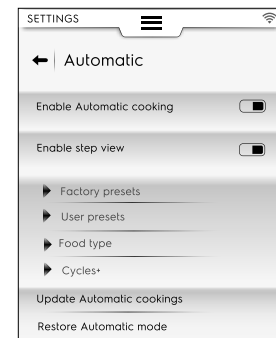 SETTINGS
Automatic
Enable Automatic cooking
Enable step view
Factory presets
User presets
Food type
Cycles+
Update Automatic cookings
Restore Automatic mode